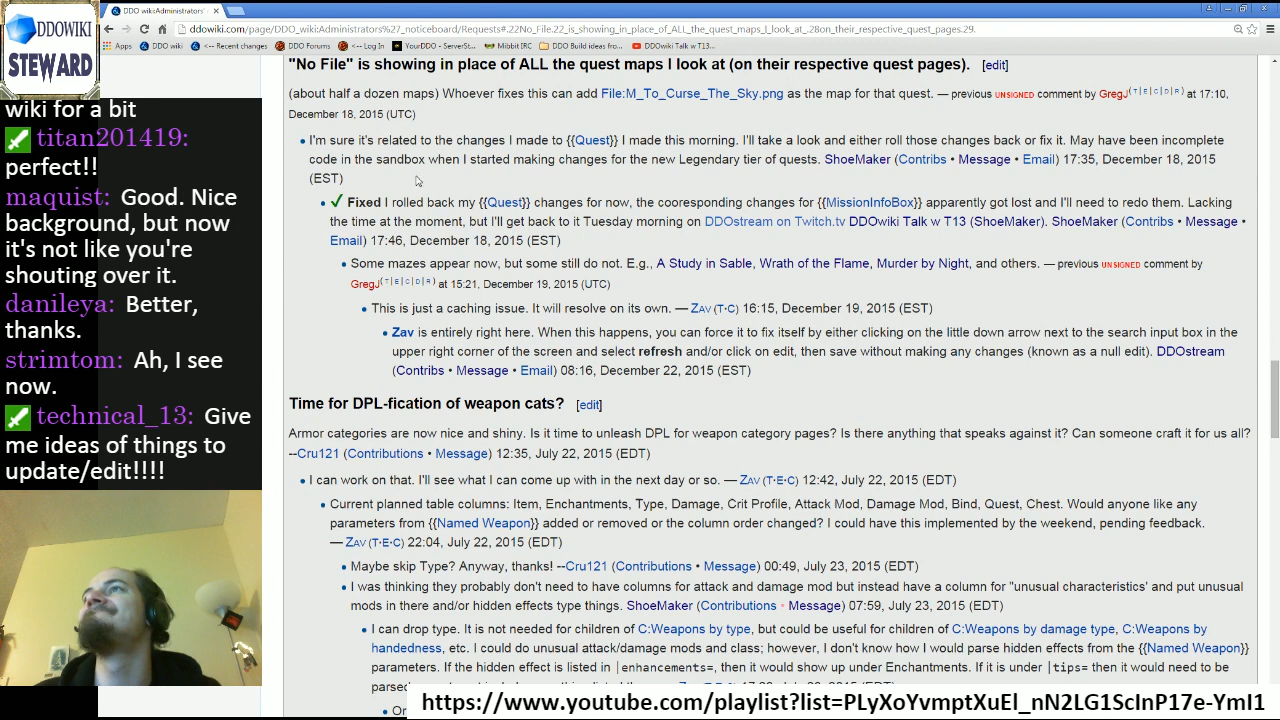 DDOWIKI
STEWARD
DDO wiki:Administrators'
ddowiki.com/page/DDO_wiki:Administrators%27_noticeboard/Requests#.22No_File.22_is_showing_in_place_of_ALL_the_quest_maps_I_look_at_.28on_their_respective_quest_pages.29.
Apps DDO wiki <-- Recent changes DDO Forums <-- Log In YourDDO - ServerSt... Mibbit IRC DDO Build ideas fro... DDOwiki Talk w T13...
wiki for a bit
titan201419:
perfect!!
maquist: Good. Nice
background, but now
it's not like you're
shouting over it.
danileya: Better,
thanks.
strimtom: Ah, I see
now.
technical_13: Give
me ideas of things to
update/edit!!!!
"No File" is showing in place of ALL the quest maps I look at (on their respective quest pages). [edit]
(about half a dozen maps) Whoever fixes this can add File:M_To_Curse_The_Sky.png as the map for that quest. — previous UNSIGNED comment by GregJ (T|E|C|D|R) at 17:10,
December 18, 2015 (UTC)
I'm sure it's related to the changes I made to {{Quest}} I made this morning. I'll take a look and either roll those changes back or fix it. May have been incomplete
code in the sandbox when I started making changes for the new Legendary tier of quests. ShoeMaker (Contribs • Message • Email) 17:35, December 18, 2015
(EST)
✓ Fixed I rolled back my {{Quest}} changes for now, the cooresponding changes for {{MissionInfoBox}} apparently got lost and I'll need to redo them. Lacking
the time at the moment, but I'll get back to it Tuesday morning on DDOstream on Twitch.tv DDOwiki Talk w T13 (ShoeMaker). ShoeMaker (Contribs • Message •
Email) 17:46, December 18, 2015 (EST)
Some mazes appear now, but some still do not. E.g., A Study in Sable, Wrath of the Flame, Murder by Night, and others. — previous UNSIGNED comment by
GregJ (T|E|C|D|R) at 15:21, December 19, 2015 (UTC)
This is just a caching issue. It will resolve on its own. — ZAV (T·C) 16:15, December 19, 2015 (EST)
Zav is entirely right here. When this happens, you can force it to fix itself by either clicking on the little down arrow next to the search input box in the
upper right corner of the screen and select refresh and/or click on edit, then save without making any changes (known as a null edit). DDOstream
(Contribs • Message • Email) 08:16, December 22, 2015 (EST)
Time for DPL-fication of weapon cats? [edit]
Armor categories are now nice and shiny. Is it time to unleash DPL for weapon category pages? Is there anything that speaks against it? Can someone craft it for us all?
--Cru121 (Contributions • Message) 12:35, July 22, 2015 (EDT)
I can work on that. I'll see what I can come up with in the next day or so. — ZAV (T·E·C) 12:42, July 22, 2015 (EDT)
Current planned table columns: Item, Enchantments, Type, Damage, Crit Profile, Attack Mod, Damage Mod, Bind, Quest, Chest. Would anyone like any
parameters from {{Named Weapon}} added or removed or the column order changed? I could have this implemented by the weekend, pending feedback.
— ZAV (T·E·C) 22:04, July 22, 2015 (EDT)
Maybe skip Type? Anyway, thanks! --Cru121 (Contributions • Message) 00:49, July 23, 2015 (EDT)
I was thinking they probably don't need to have columns for attack and damage mod but instead have a column for "unusual characteristics' and put unusual
mods in there and/or hidden effects type things. ShoeMaker (Contributions • Message) 07:59, July 23, 2015 (EDT)
I can drop type. It is not needed for children of C:Weapons by type, but could be useful for children of C:Weapons by damage type, C:Weapons by
handedness, etc. I could do unusual attack/damage mods and class; however, I don't know how I would parse hidden effects from the {{Named Weapon}}
parameters. If the hidden effect is listed in |enhancements=, then it would show up under Enchantments. If it is under |tips= then it would need to be
https://www.youtube.com/playlist?list=PLyXoYvmptXuEl_nN2LG1ScInP17e-YmI1